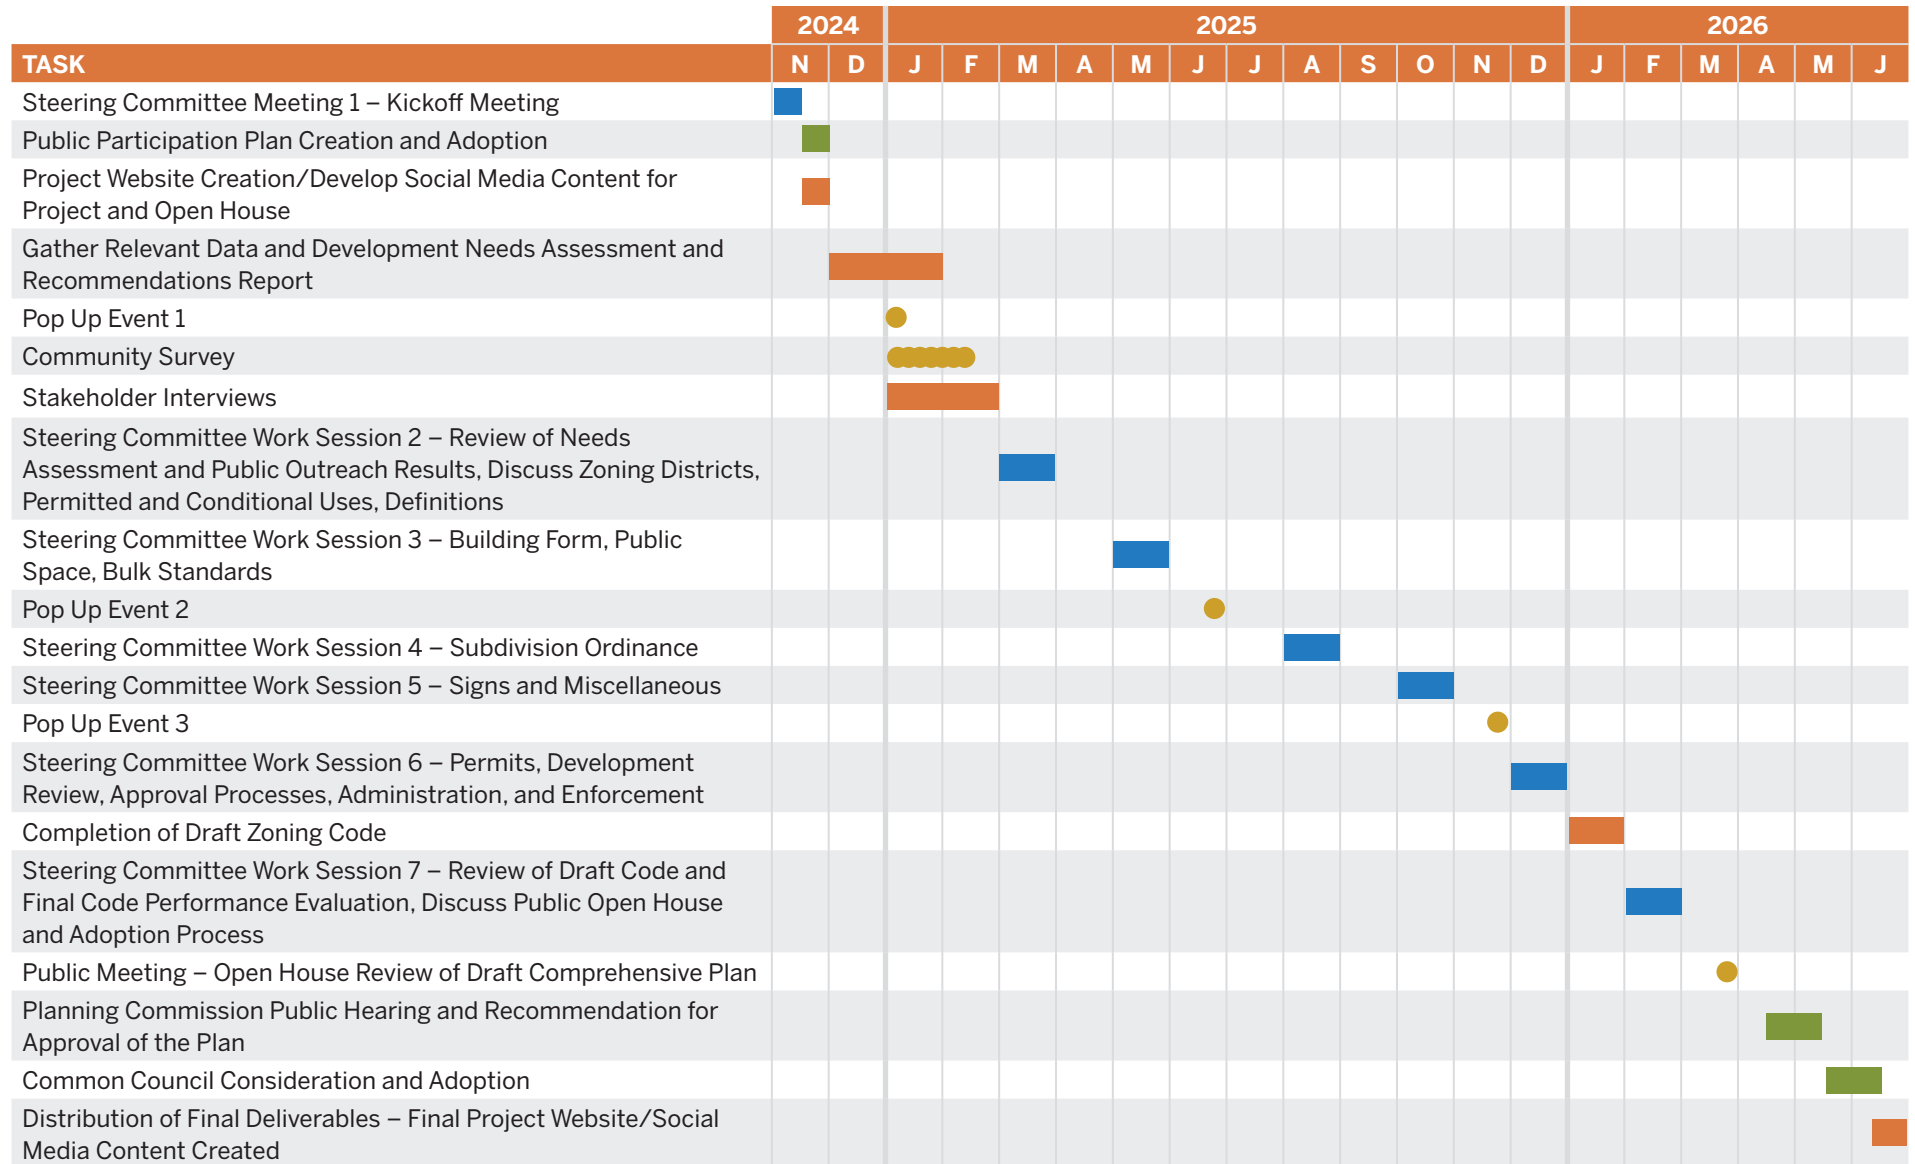 2024 2025 2026
TASK N D J F M A M J J A S O N D J F M A M J
Steering Committee Meeting 1 – Kickoff Meeting
Public Participation Plan Creation and Adoption
Project Website Creation/Develop Social Media Content for
Project and Open House
Gather Relevant Data and Development Needs Assessment and
Recommendations Report
Pop Up Event 1
Community Survey
Stakeholder Interviews
Steering Committee Work Session 2 – Review of Needs
Assessment and Public Outreach Results, Discuss Zoning Districts,
Permitted and Conditional Uses, Definitions
Steering Committee Work Session 3 – Building Form, Public
Space, Bulk Standards
Pop Up Event 2
Steering Committee Work Session 4 – Subdivision Ordinance
Steering Committee Work Session 5 – Signs and Miscellaneous
Pop Up Event 3
Steering Committee Work Session 6 – Permits, Development
Review, Approval Processes, Administration, and Enforcement
Completion of Draft Zoning Code
Steering Committee Work Session 7 – Review of Draft Code and
Final Code Performance Evaluation, Discuss Public Open House
and Adoption Process
Public Meeting – Open House Review of Draft Comprehensive Plan
Planning Commission Public Hearing and Recommendation for
Approval of the Plan
Common Council Consideration and Adoption
Distribution of Final Deliverables – Final Project Website/Social
Media Content Created